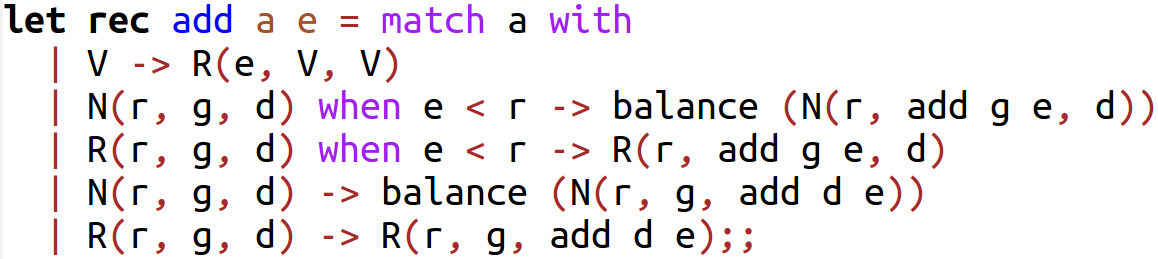 let rec add a e = match a with
  | V -> R(e, V, V)
  | N(r, g, d) when e < r -> balance (N(r, add g e, d))
  | R(r, g, d) when e < r -> R(r, add g e, d)
  | N(r, g, d) -> balance (N(r, g, add d e))
  | R(r, g, d) -> R(r, g, add d e);;